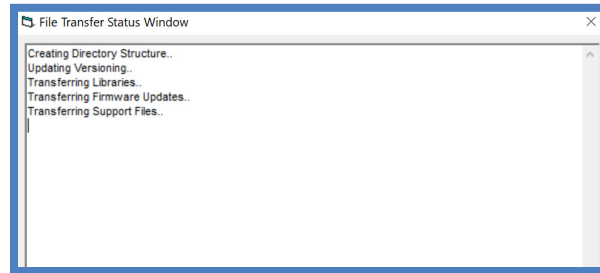 File Transfer Status Window
Creating Directory Structure..
Updating Versioning..
Transferring Libraries..
Transferring Firmware Updates..
Transferring Support Files..